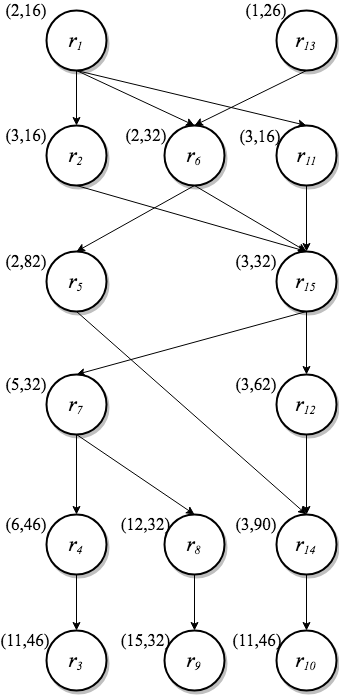 (2,16) r1 (1,26) r13
(3,16) r2 (2,32) r6 (3,16) r11
(2,82) r5 (3,32) r15
(5,32) r7 (3,62) r12
(6,46) r4 (12,32) r8 (3,90) r14
(11,46) r3 (15,32) r9 (11,46) r10